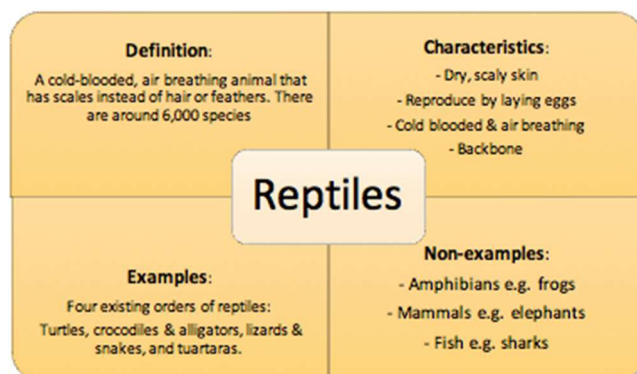 Definition:
A cold-blooded, air breathing animal that
has scales instead of hair or feathers. There
are around 6,000 species
Characteristics:
- Dry, scaly skin
- Reproduce by laying eggs
- Cold blooded & air breathing
- Backbone
Reptiles
Examples:
Four existing orders of reptiles:
Turtles, crocodiles & alligators, lizards &
snakes, and tuartaras.
Non-examples:
- Amphibians e.g. frogs
- Mammals e.g. elephants
- Fish e.g. sharks